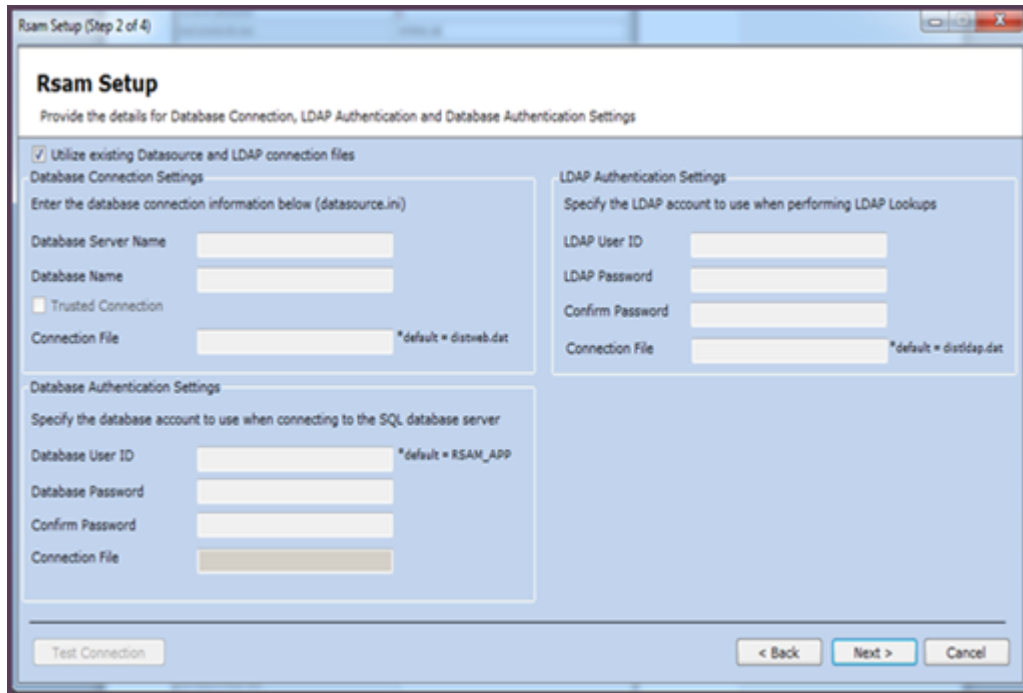 Rsam Setup (Step 2 of 4)
Rsam Setup
Provide the details for Database Connection, LDAP Authentication and Database Authentication Settings
Utilize existing Datasource and LDAP connection files
Database Connection Settings
Enter the database connection information below (datasource.ini)
Database Server Name
Database Name
Trusted Connection
Connection File
*default = distweb.dat
LDAP Authentication Settings
Specify the LDAP account to use when performing LDAP Lookups
LDAP User ID
LDAP Password
Confirm Password
Connection File
*default = distldap.dat
Database Authentication Settings
Specify the database account to use when connecting to the SQL database server
Database User ID
*default = RSAM_APP
Database Password
Confirm Password
Connection File
Test Connection
< Back
Next >
Cancel